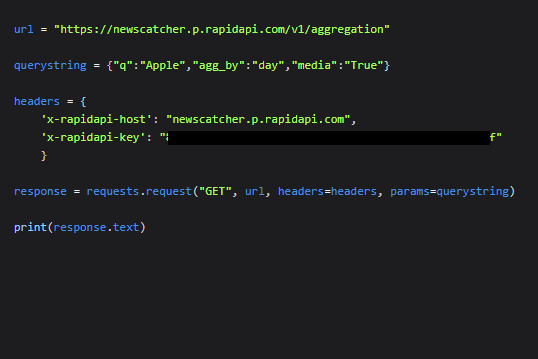 url = "https://newscatcher.p.rapidapi.com/v1/aggregation"
querystring = {"q":"Apple","agg_by":"day","media":"True"}
headers = {
'x-rapidapi-host': "newscatcher.p.rapidapi.com",
'x-rapidapi-key': " f"
}
response = requests.request("GET", url, headers=headers, params=querystring)
print(response.text)